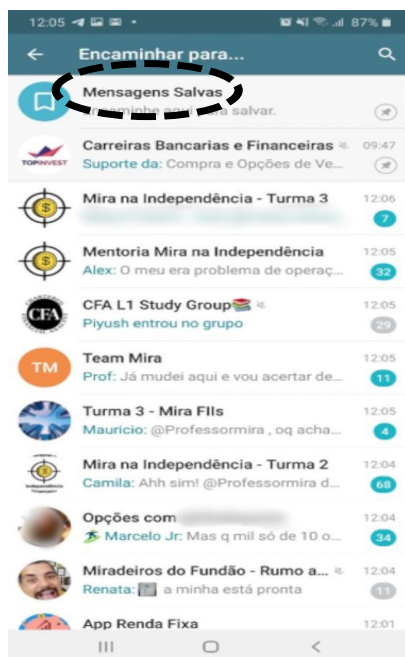 12:05 87%
Encaminhar para...
Mensagens Salvas
Encaminhe aqui para salvar.
Carreiras Bancarias e Financeiras 09:47
TOPINVEST
Suporte da: Compra e Opções de Ve...
Mira na Independência - Turma 3 12:06
7
Mentoria Mira na Independência 12:05
Alex: O meu era problema de operaç... 32
CFA L1 Study Group 12:05
CFA
Piyush entrou no grupo 29
Team Mira 12:05
TM
Prof: Já mudei aqui e vou acertar de... 11
Turma 3 - Mira FIIs 12:05
Mauricio: @Professormira , oq acha... 4
Mira na Independência - Turma 2 12:04
Camila: Ahh sim! @Professormira d... 68
Opções com 12:04
Marcelo Jr: Mas q mil só de 10 o... 34
Miradeiros do Fundão - Rumo a... 12:04
Renata: a minha está pronta 11
App Renda Fixa 12:01